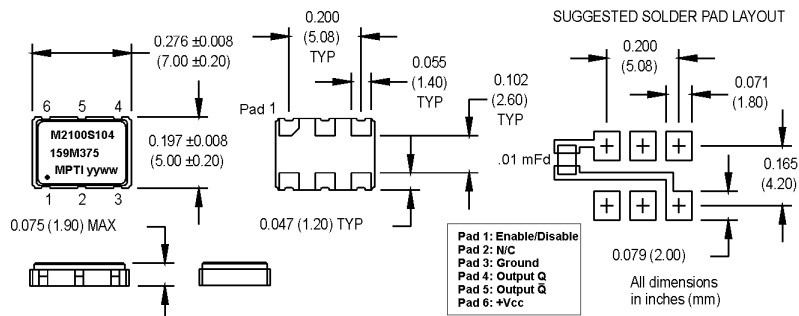 SUGGESTED SOLDER PAD LAYOUT
0.276 ±0.008
(7.00 ±0.20)
6 5 4
M2100S104
159M375
MPTI yyww
1 2 3
0.197 ±0.008
(5.00 ±0.20)
0.075 (1.90) MAX
0.200
(5.08)
TYP
Pad 1
0.055
(1.40)
TYP
0.102
(2.60)
TYP
0.047 (1.20) TYP
0.200
(5.08)
0.071
(1.80)
.01 mFd
0.165
(4.20)
0.079 (2.00)
Pad 1: Enable/Disable
Pad 2: N/C
Pad 3: Ground
Pad 4: Output Q
Pad 5: Output Q̅
Pad 6: +Vcc
All dimensions
in inches (mm)